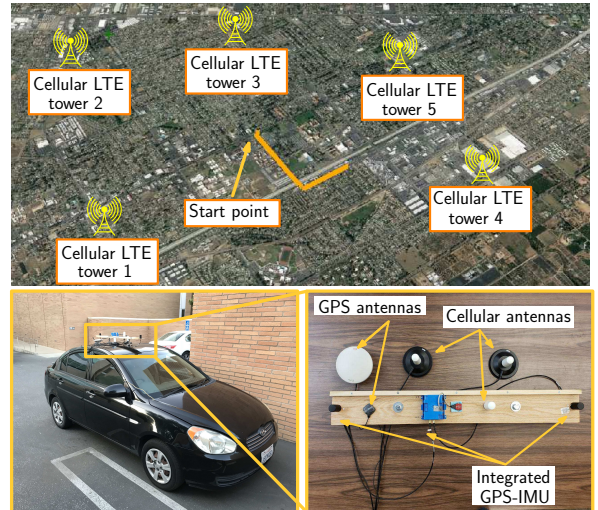 Cellular LTE
tower 3
Cellular LTE
tower 2
Cellular LTE
tower 5
Start point
Cellular LTE
tower 4
Cellular LTE
tower 1
GPS antennas
Cellular antennas
Integrated
GPS-IMU